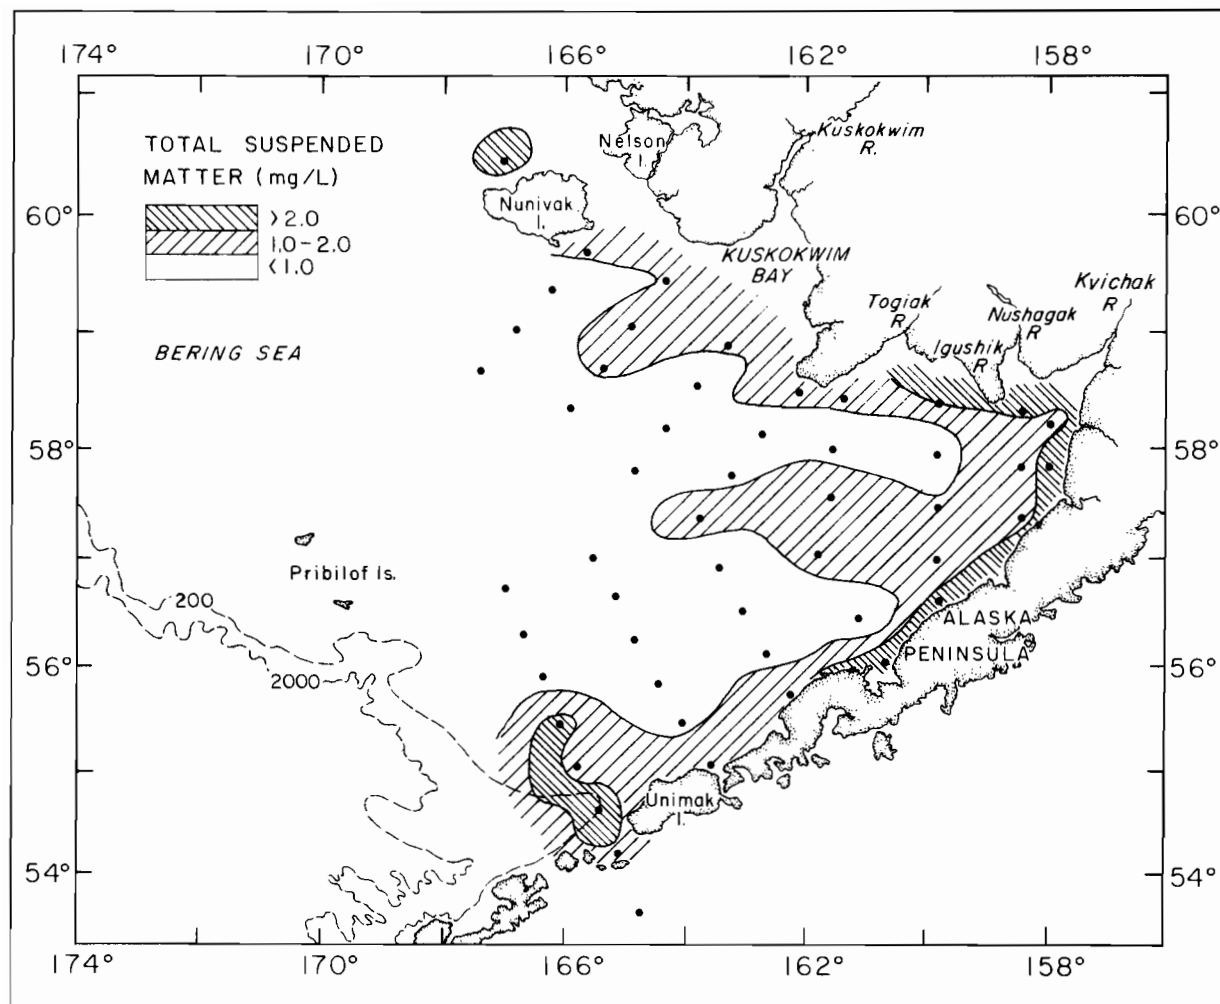 174° 170° 166° 162° 158°
TOTAL SUSPENDED
MATTER (mg/L)
>2.0
1.0-2.0
<1.0
Nelson
I.
Kuskokwim
R.
60°
Nunivak
I.
60°
KUSKOKWIM
BAY
Kvichak
R
Togiak
R
Nushagak
R
Igushik
R
BERING SEA
58°
58°
Pribilof Is.
200
2000
ALASKA
PENINSULA
56°
56°
Unimak
I.
54°
54°
174° 170° 166° 162° 158°